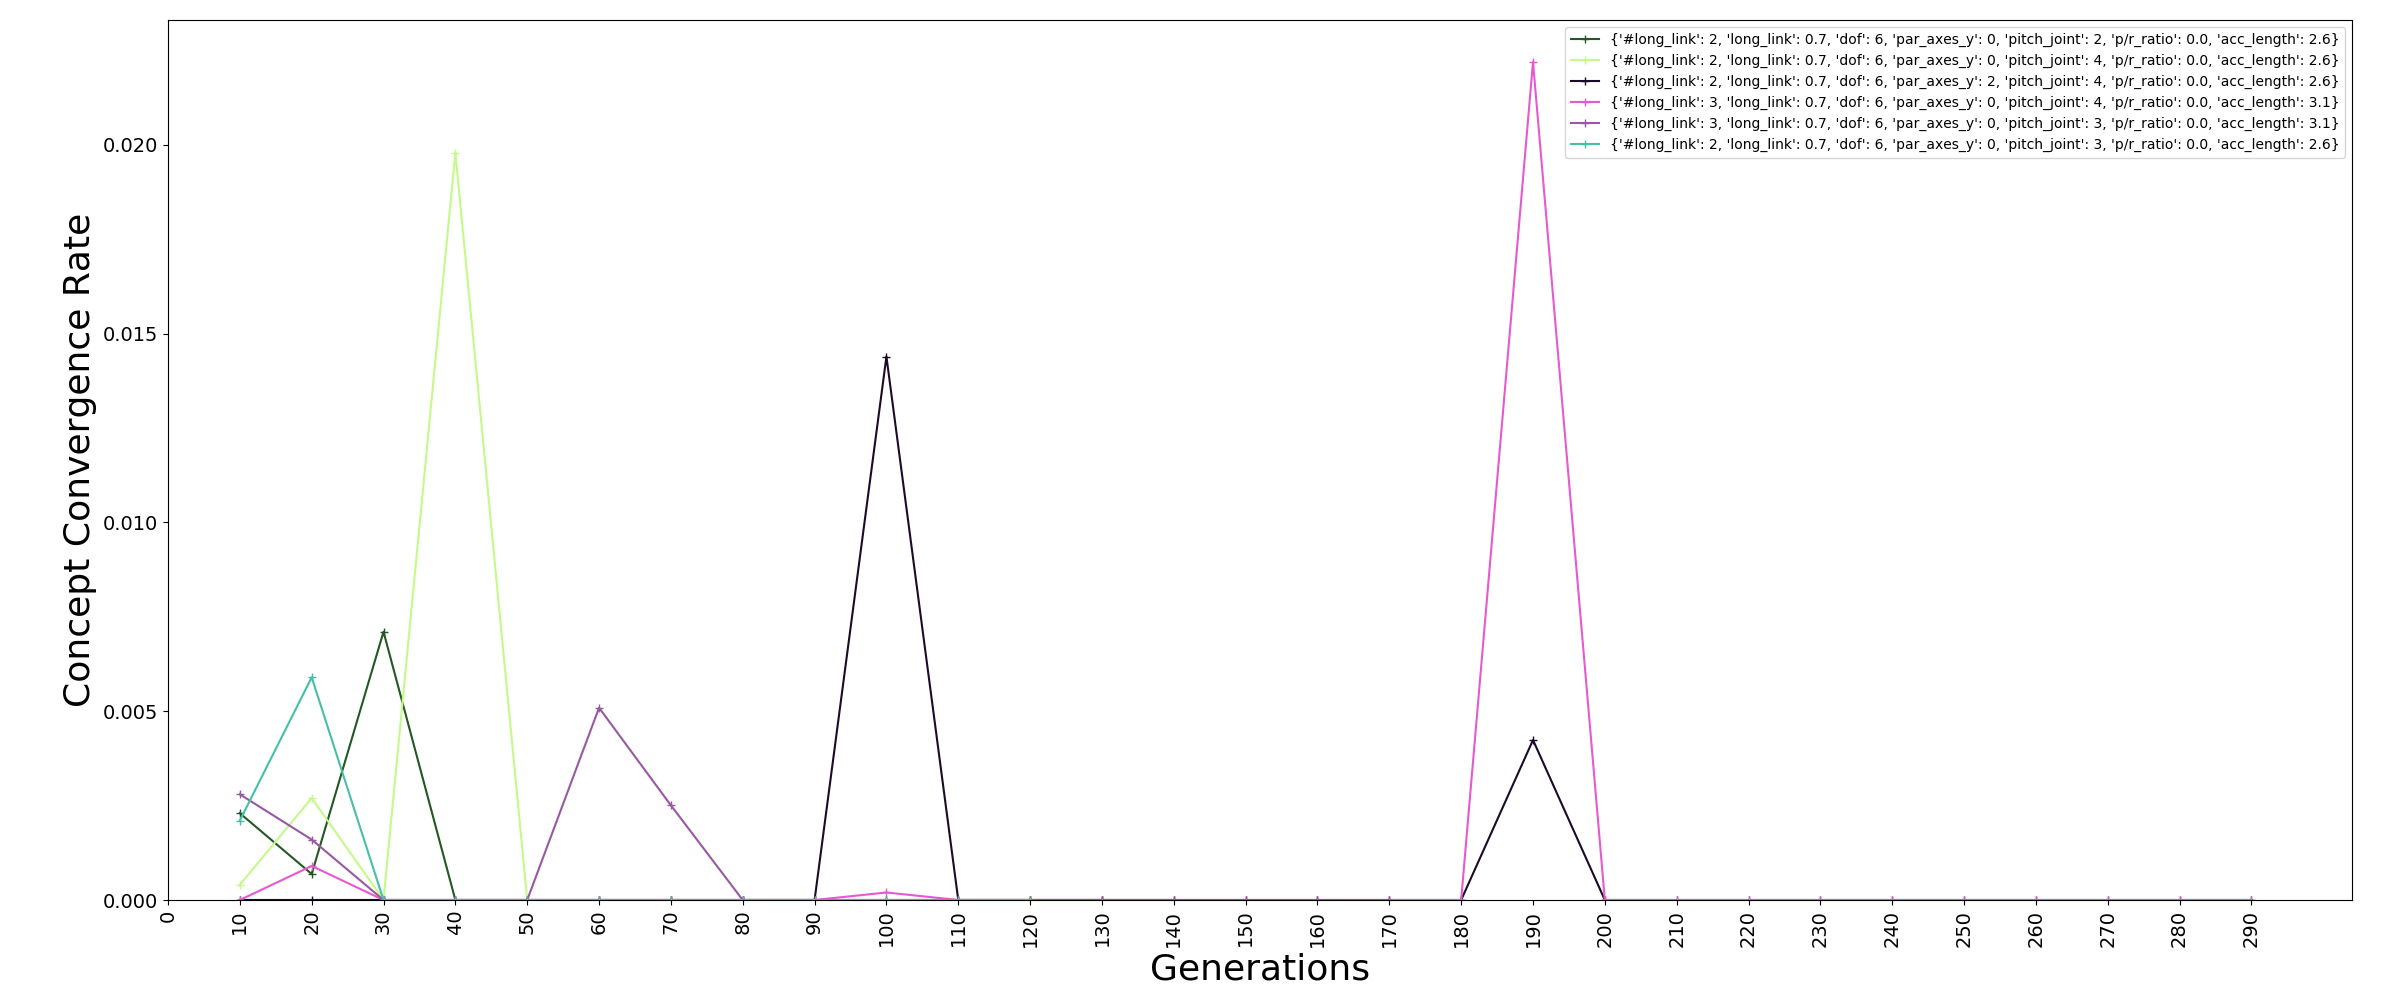 {'#long_link': 2, 'long_link': 0.7, 'dof': 6, 'par_axes_y': 0, 'pitch_joint': 2, 'p/r_ratio': 0.0, 'acc_length': 2.6}
{'#long_link': 2, 'long_link': 0.7, 'dof': 6, 'par_axes_y': 0, 'pitch_joint': 4, 'p/r_ratio': 0.0, 'acc_length': 2.6}
{'#long_link': 2, 'long_link': 0.7, 'dof': 6, 'par_axes_y': 2, 'pitch_joint': 4, 'p/r_ratio': 0.0, 'acc_length': 2.6}
{'#long_link': 3, 'long_link': 0.7, 'dof': 6, 'par_axes_y': 0, 'pitch_joint': 4, 'p/r_ratio': 0.0, 'acc_length': 3.1}
{'#long_link': 3, 'long_link': 0.7, 'dof': 6, 'par_axes_y': 0, 'pitch_joint': 3, 'p/r_ratio': 0.0, 'acc_length': 3.1}
{'#long_link': 2, 'long_link': 0.7, 'dof': 6, 'par_axes_y': 0, 'pitch_joint': 3, 'p/r_ratio': 0.0, 'acc_length': 2.6}
Concept Convergence Rate
0.020
0.015
0.010
0.005
0.000
0 10 20 30 40 50 60 70 80 90 100 110 120 130 140 150 160 170 180 190 200 210 220 230 240 250 260 270 280 290
Generations